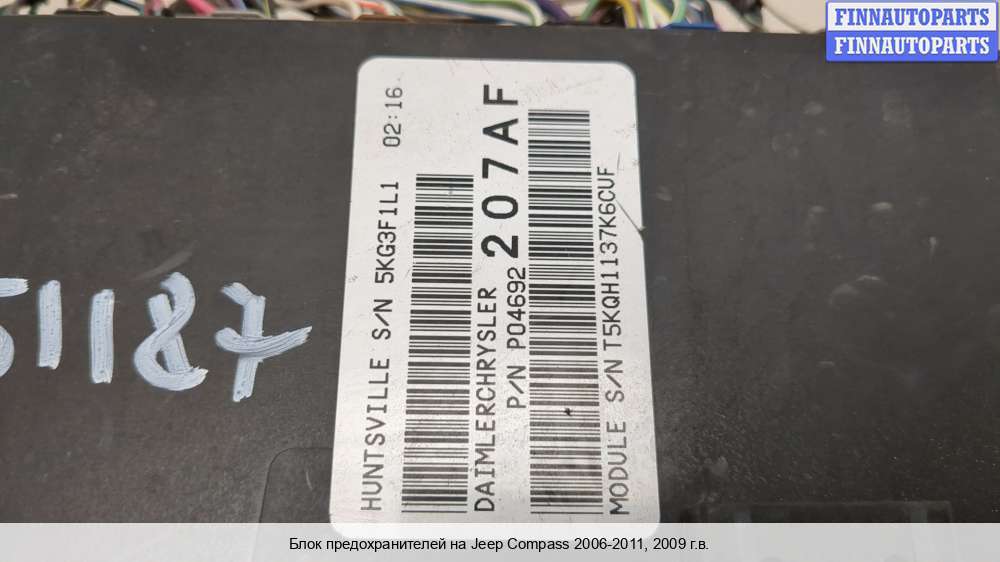 FINNAUTOPARTS
FINNAUTOPARTS
HUNTSVILLE S/N 5KG3F1L1 02:16
DAIMLERCHRYSLER
P/N P04692 207AF
MODULE S/N T5KQH1137K6CUF
51187
Блок предохранителей на Jeep Compass 2006-2011, 2009 г.в.